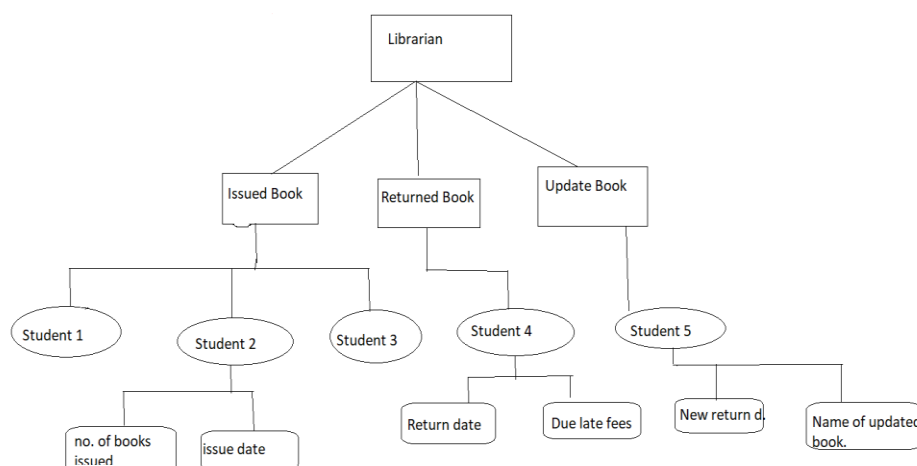 Librarian
Issued Book
Returned Book
Update Book
Student 1
Student 2
Student 3
Student 4
Student 5
no. of books
issued
issue date
Return date
Due late fees
New return d.
Name of updated
book.